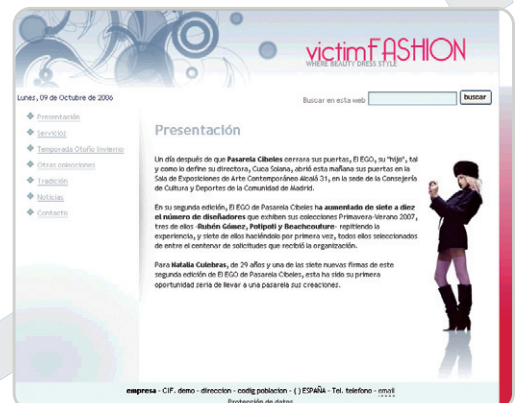 victimFASHION
WHERE BEAUTY DRESS STYLE
Lunes, 09 de Octubre de 2006
Buscar en esta web
buscar
Presentación
Servicios
Temporada Otoño Invierno
Otras colecciones
Tradición
Noticias
Contacto
Presentación
Un día después de que Pasarela Cibeles cerrara sus puertas, El EGO, su "hijo", tal
y como lo define su directora, Cuca Solana, abrió esta mañana sus puertas en la
Sala de Exposiciones de Arte Contemporáneo Alcalá 31, en la sede de la Consejería
de Cultura y Deportes de la Comunidad de Madrid.
En su segunda edición, El EGO de Pasarela Cibeles ha aumentado de siete a diez
el número de diseñadores que exhiben sus colecciones Primavera-Verano 2007,
tres de ellos -Rubén Gómez, Potipoti y Beachcouture- repitiendo la
experiencia, y siete de ellos haciéndolo por primera vez, todos ellos seleccionados
de entre el centenar de solicitudes que recibió la organización.
Para Natalia Culebras, de 29 años y una de las siete nuevas firmas de este
segunda edición de El EGO de Pasarela Cibeles, esta ha sido su primera
oportunidad seria de llevar a una pasarela sus creaciones.
empresa - CIF. demo - direccion - codig poblacion - ( ) ESPAÑA - Tel. telefono - email
Protección de datos